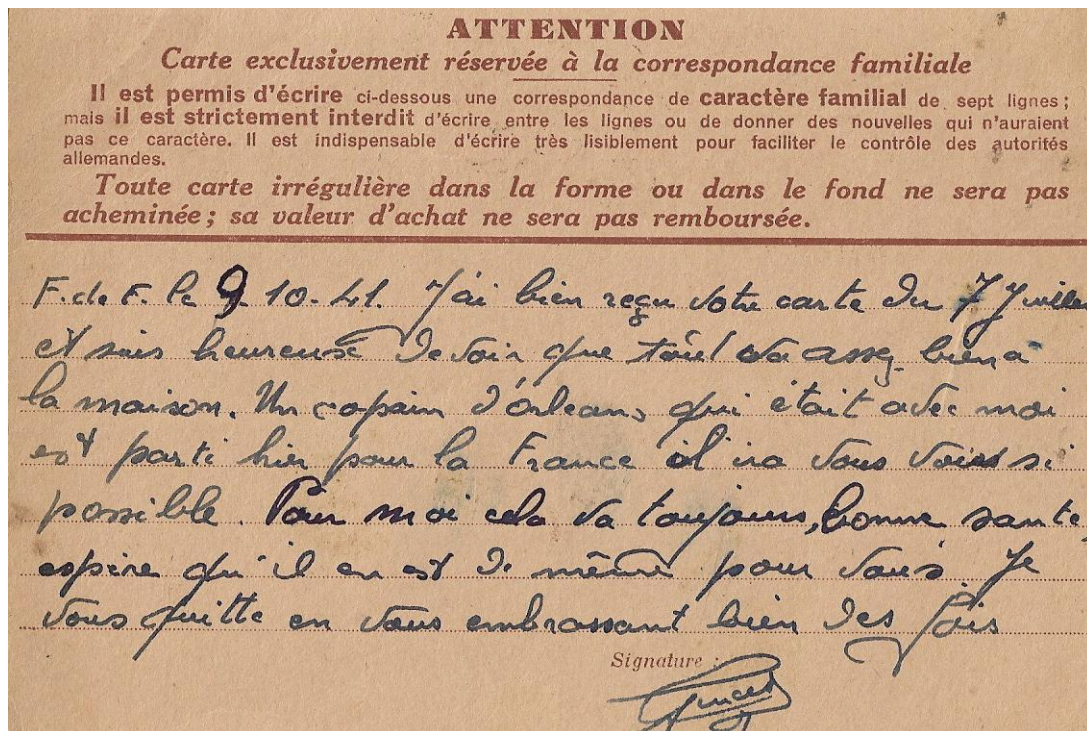 ATTENTION
Carte exclusivement réservée à la correspondance familiale
Il est permis d'écrire ci-dessous une correspondance de caractère familial de sept lignes;
mais il est strictement interdit d'écrire entre les lignes ou de donner des nouvelles qui n'auraient
pas ce caractère. Il est indispensable d'écrire très lisiblement pour faciliter le contrôle des autorités
allemandes.
Toute carte irrégulière dans la forme ou dans le fond ne sera pas
acheminée; sa valeur d'achat ne sera pas remboursée.
F. de F. le 9. 10. 41. J'ai bien reçu votre carte du 7 Juille
et suis heureuse de voir que tout va assez bien a
la maison. Un copain d'orleans qui était avec moi
est parti hier pour la France il ira vous voir si
possible. Pour moi cela va toujours, bonne santé,
espère qu'il en est de même pour vous. Je
vous quitte en vous embrassant bien des fois
Signature :